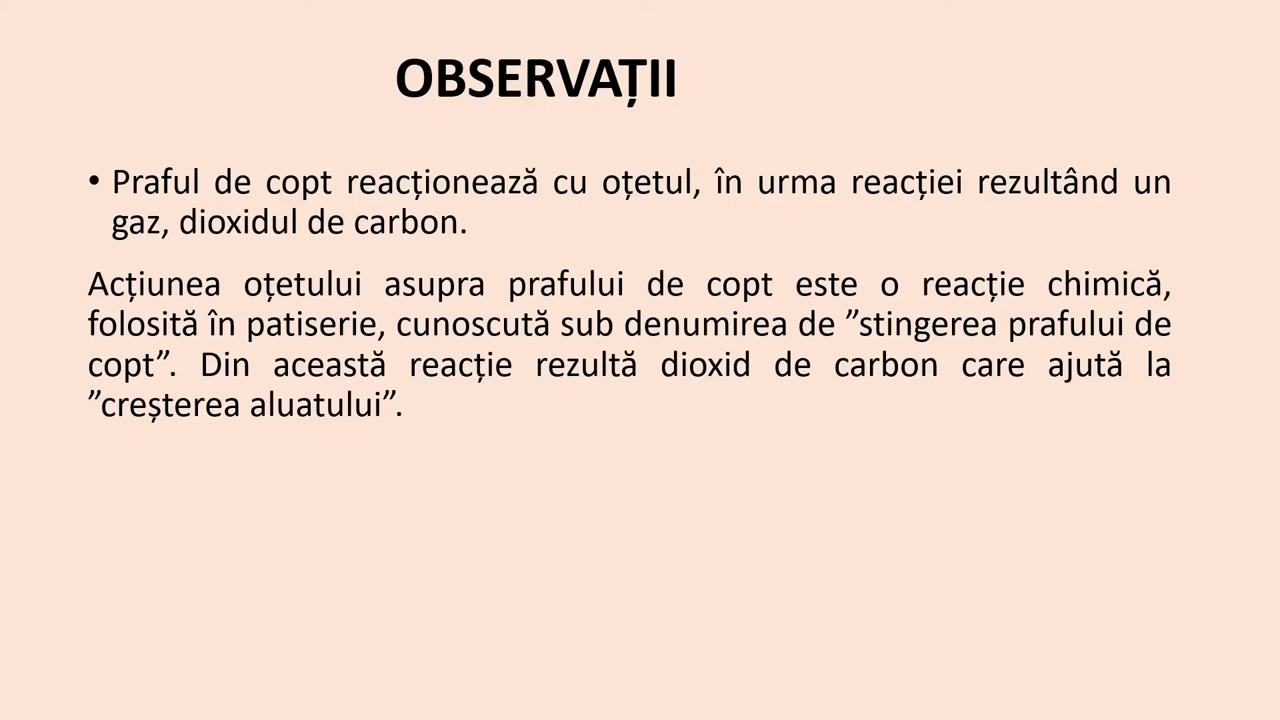 OBSERVAȚII
• Praful de copt reacționează cu oțetul, în urma reacției rezultând un
gaz, dioxidul de carbon.
Acțiunea oțetului asupra prafului de copt este o reacție chimică,
folosită în patiserie, cunoscută sub denumirea de ”stingerea prafului de
copt”. Din această reacție rezultă dioxid de carbon care ajută la
”creșterea aluatului”.